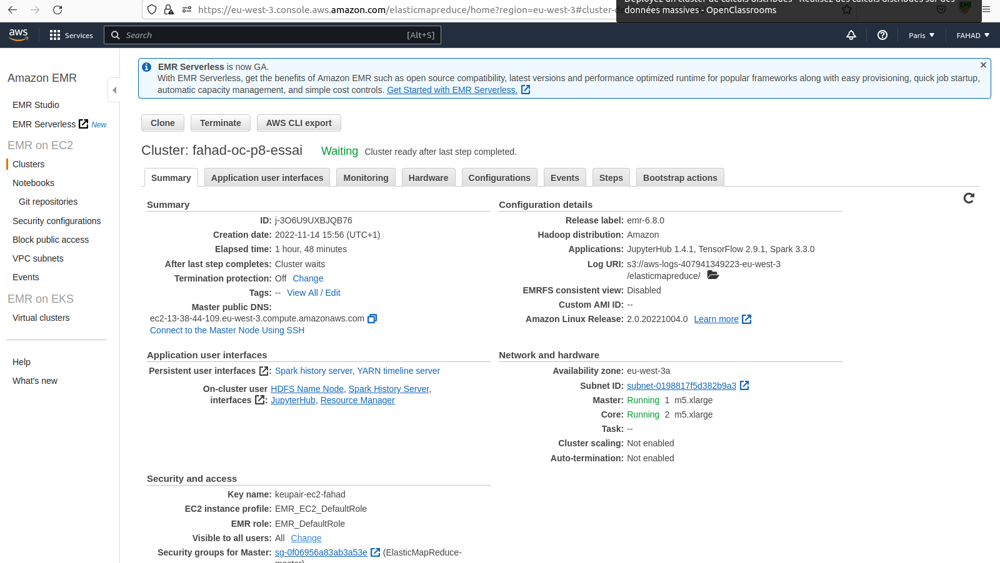 https://eu-west-3.console.aws.amazon.com/elasticmapreduce/home?region=eu-west-3#cluster-de
données massives - OpenClassrooms
aws
Services
Search
[Alt+S]
Paris
FAHAD
Amazon EMR
EMR Studio
EMR Serverless New
EMR on EC2
Clusters
Notebooks
Git repositories
Security configurations
Block public access
VPC subnets
Events
EMR on EKS
Virtual clusters
Help
What's new
EMR Serverless is now GA.
With EMR Serverless, get the benefits of Amazon EMR such as open source compatibility, latest versions and performance optimized runtime for popular frameworks along with easy provisioning, quick job startup,
automatic capacity management, and simple cost controls. Get Started with EMR Serverless.
Clone
Terminate
AWS CLI export
Cluster: fahad-oc-p8-essai Waiting Cluster ready after last step completed.
Summary
Application user interfaces
Monitoring
Hardware
Configurations
Events
Steps
Bootstrap actions
Summary
ID: j-3O6U9UXBJQB76
Creation date: 2022-11-14 15:56 (UTC+1)
Elapsed time: 1 hour, 48 minutes
After last step completes: Cluster waits
Termination protection: Off Change
Tags: -- View All / Edit
Master public DNS:
ec2-13-38-44-109.eu-west-3.compute.amazonaws.com
Connect to the Master Node Using SSH
Configuration details
Release label: emr-6.8.0
Hadoop distribution: Amazon
Applications: JupyterHub 1.4.1, TensorFlow 2.9.1, Spark 3.3.0
Log URI: s3://aws-logs-407941349223-eu-west-3
/elasticmapreduce/
EMRFS consistent view: Disabled
Custom AMI ID: --
Amazon Linux Release: 2.0.20221004.0 Learn more
Application user interfaces
Persistent user interfaces : Spark history server, YARN timeline server
On-cluster user HDFS Name Node, Spark History Server,
interfaces : JupyterHub, Resource Manager
Network and hardware
Availability zone: eu-west-3a
Subnet ID: subnet-0198817f5d382b9a3
Master: Running 1 m5.xlarge
Core: Running 2 m5.xlarge
Task: --
Cluster scaling: Not enabled
Auto-termination: Not enabled
Security and access
Key name: keupair-ec2-fahad
EC2 instance profile: EMR_EC2_DefaultRole
EMR role: EMR_DefaultRole
Visible to all users: All Change
Security groups for Master: sg-0f06956a83ab3a53e (ElasticMapReduce-